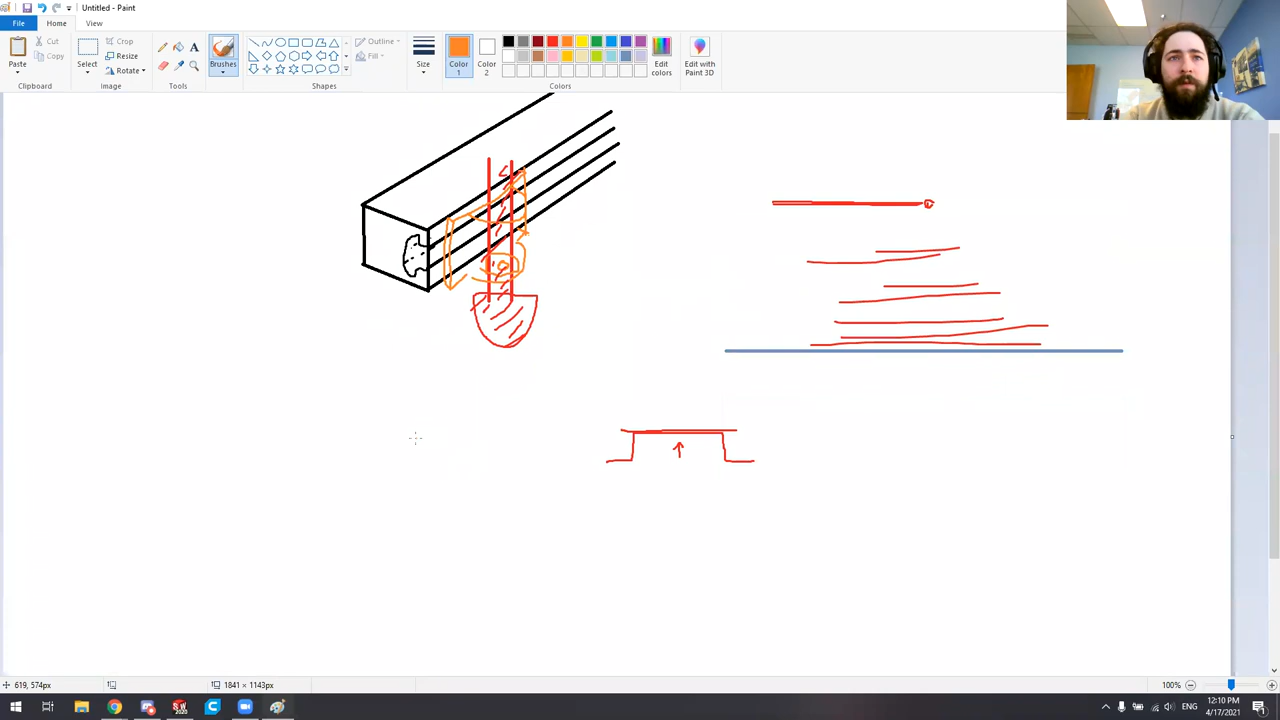 Untitled - Paint
File Home View
Paste Cut Copy Clipboard
Select Crop Resize Rotate Image
Tools
Brushes
Outline Fill Shapes
Size
Color 1
Color 2
Edit colors
Edit with Paint 3D
Colors
619, 574px 1841 × 1143px 100%
ENG 12:10 PM
4/17/2021